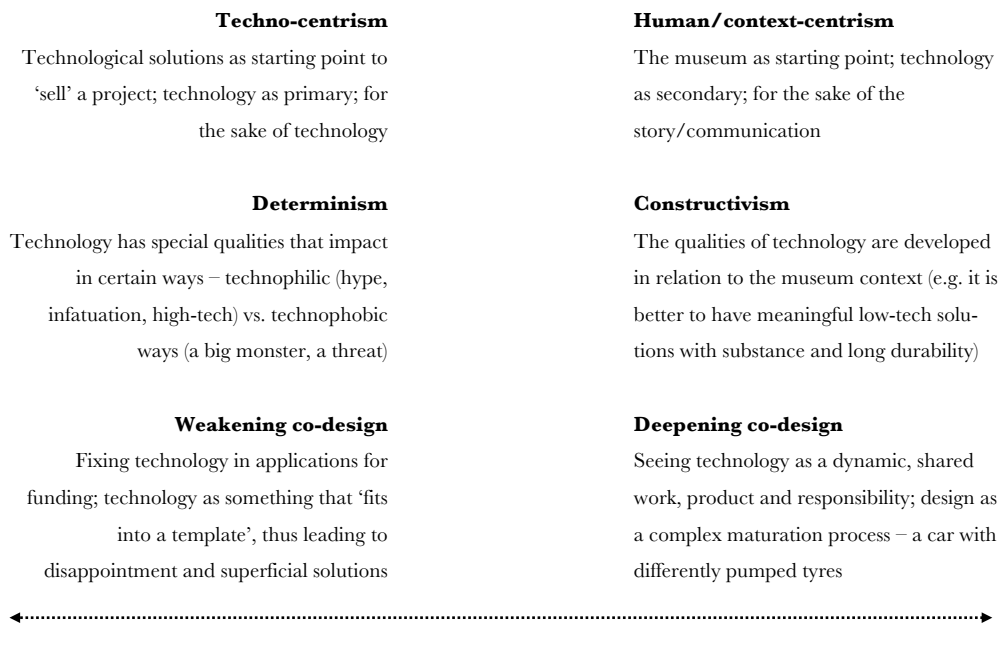 Techno-centrism
Technological solutions as starting point to
‘sell’ a project; technology as primary; for
the sake of technology
Human/context-centrism
The museum as starting point; technology
as secondary; for the sake of the
story/communication
Determinism
Technology has special qualities that impact
in certain ways – technophilic (hype,
infatuation, high-tech) vs. technophobic
ways (a big monster, a threat)
Constructivism
The qualities of technology are developed
in relation to the museum context (e.g. it is
better to have meaningful low-tech solu-
tions with substance and long durability)
Weakening co-design
Fixing technology in applications for
funding; technology as something that ‘fits
into a template’, thus leading to
disappointment and superficial solutions
Deepening co-design
Seeing technology as a dynamic, shared
work, product and responsibility; design as
a complex maturation process – a car with
differently pumped tyres